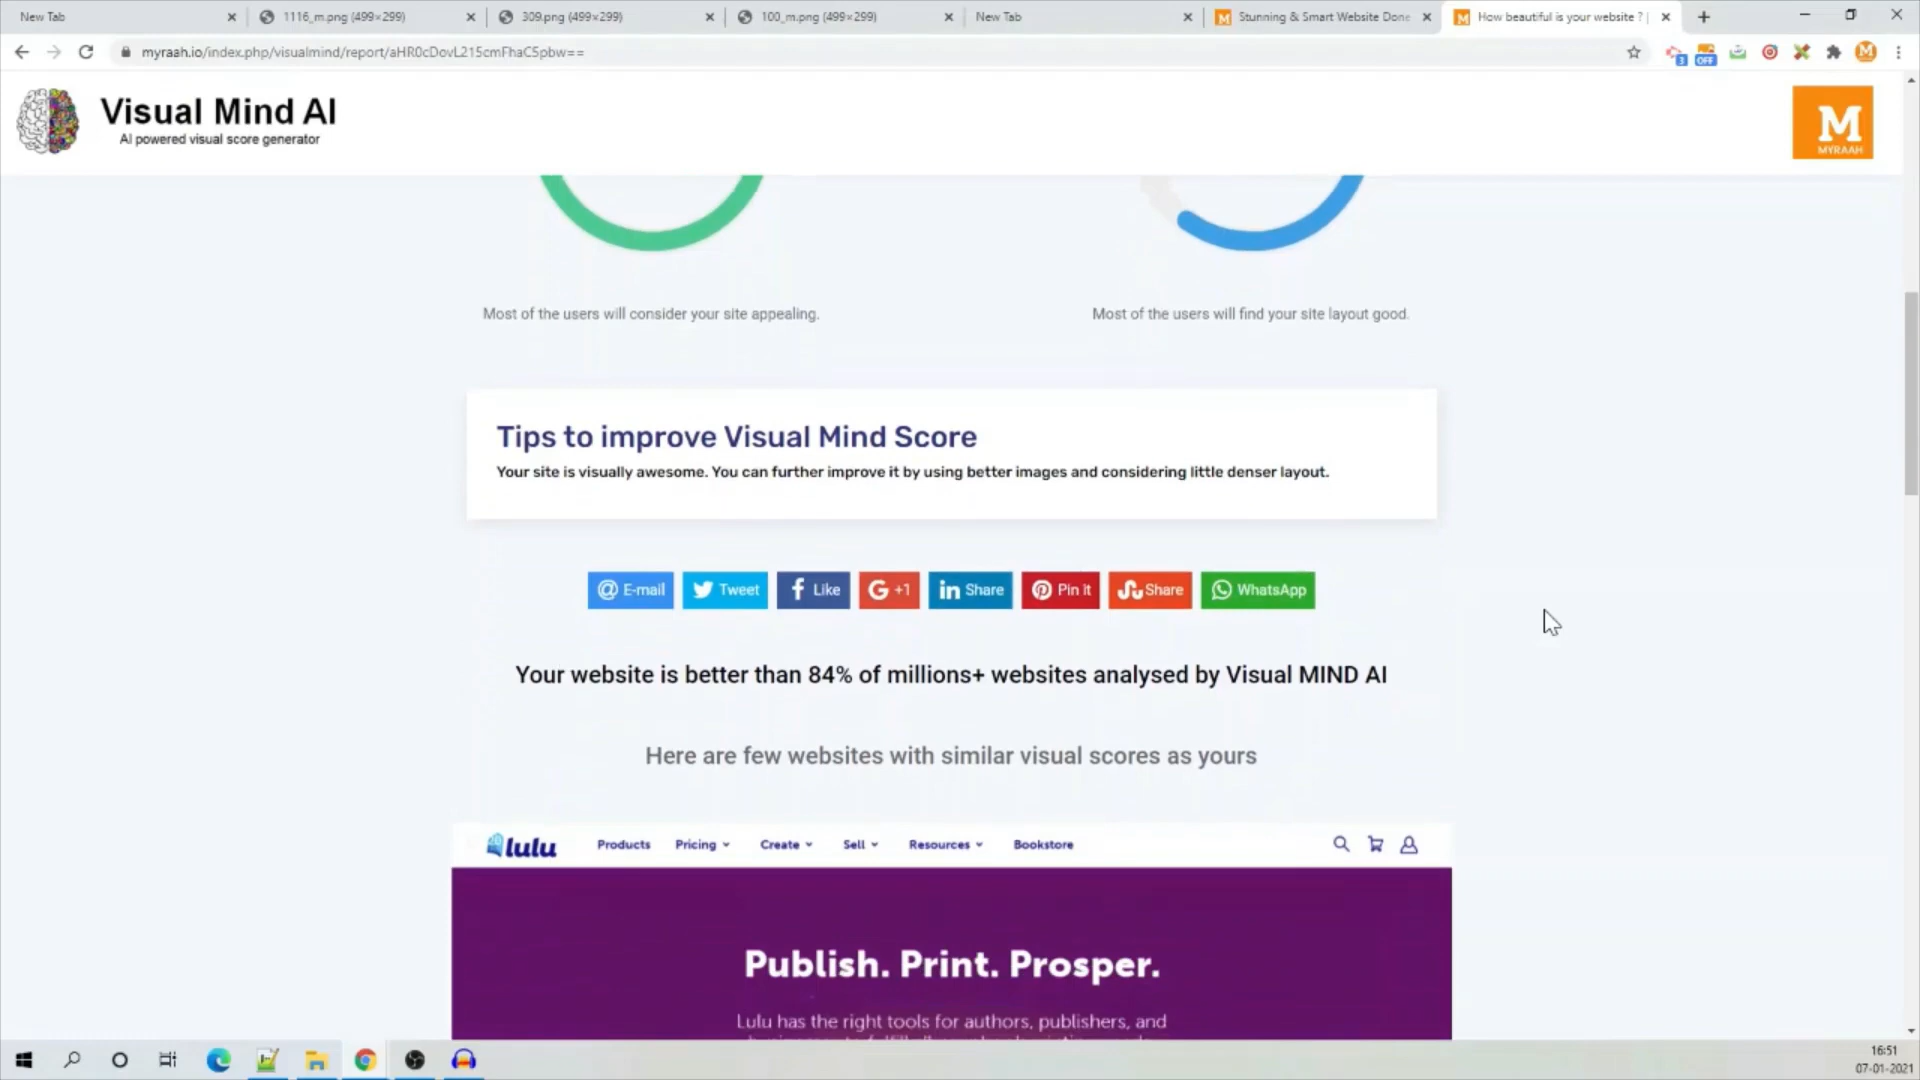 New Tab
1116_m.png (499×299)
309.png (499×299)
100_m.png (499×299)
New Tab
Stunning & Smart Website Done
How beautiful is your website ? |
myraah.io/index.php/visualmind/report/aHR0cDovL215cmFhaC5pbw==
3
OFF
M
Visual Mind AI
AI powered visual score generator
M
MYRAAH
Most of the users will consider your site appealing.
Most of the users will find your site layout good.
Tips to improve Visual Mind Score
Your site is visually awesome. You can further improve it by using better images and considering little denser layout.
E-mail
Tweet
Like
G +1
in Share
Pin it
Share
WhatsApp
Your website is better than 84% of millions+ websites analysed by Visual MIND AI
Here are few websites with similar visual scores as yours
lulu
Products
Pricing
Create
Sell
Resources
Bookstore
Publish. Print. Prosper.
Lulu has the right tools for authors, publishers, and
16:51
07-01-2021